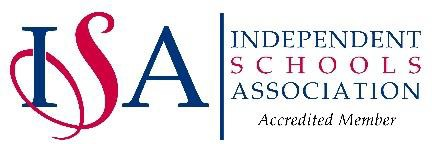 ISA
INDEPENDENT
SCHOOLS
ASSOCIATION
Accredited Member